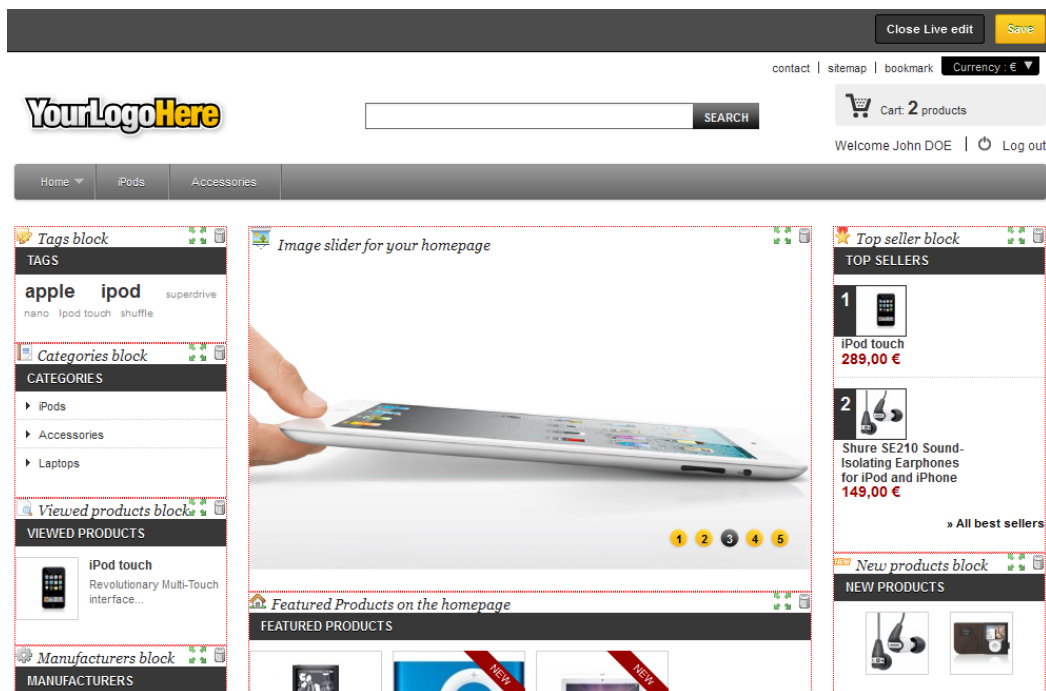 Close Live edit
Save
contact | sitemap | bookmark
Currency : €
YourLogoHere
SEARCH
Cart: 2 products
Welcome John DOE | Log out
Home
iPods
Accessories
Tags block
TAGS
apple ipod superdrive
nano Ipod touch shuffle
Categories block
CATEGORIES
iPods
Accessories
Laptops
Viewed products block
VIEWED PRODUCTS
iPod touch
Revolutionary Multi-Touch
interface...
Manufacturers block
MANUFACTURERS
Image slider for your homepage
1 2 3 4 5
Featured Products on the homepage
FEATURED PRODUCTS
NEW
NEW
Top seller block
TOP SELLERS
1
iPod touch
289,00 €
2
Shure SE210 Sound-
Isolating Earphones
for iPod and iPhone
149,00 €
» All best sellers
New products block
NEW PRODUCTS